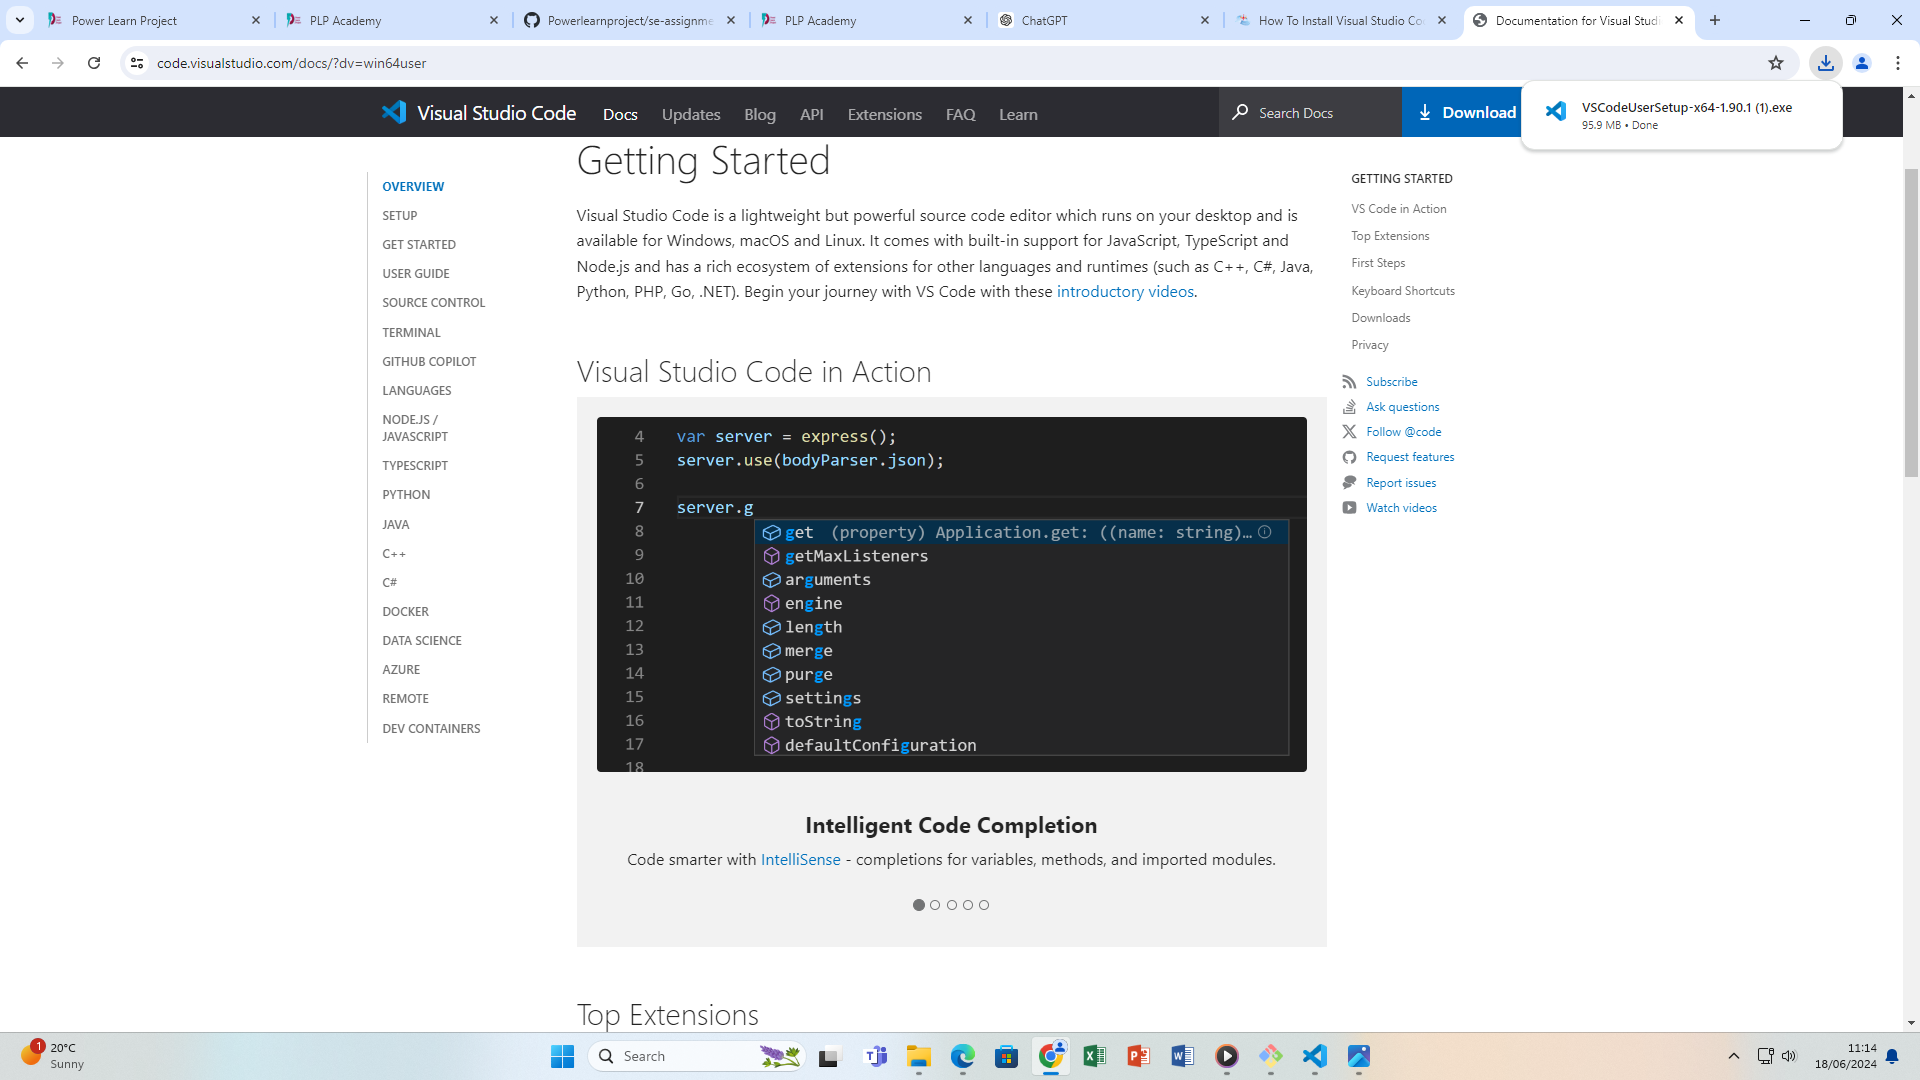 Power Learn Project
PLP Academy
Powerlearnproject/se-assignme
PLP Academy
ChatGPT
How To Install Visual Studio Co
Documentation for Visual Studi
code.visualstudio.com/docs/?dv=win64user
VSCodeUserSetup-x64-1.90.1 (1).exe
95.9 MB • Done
Visual Studio Code
Docs
Updates
Blog
API
Extensions
FAQ
Learn
Search Docs
Download
OVERVIEW
SETUP
GET STARTED
USER GUIDE
SOURCE CONTROL
TERMINAL
GITHUB COPILOT
LANGUAGES
NODE.JS /
JAVASCRIPT
TYPESCRIPT
PYTHON
JAVA
C++
C#
DOCKER
DATA SCIENCE
AZURE
REMOTE
DEV CONTAINERS
Getting Started
Visual Studio Code is a lightweight but powerful source code editor which runs on your desktop and is
available for Windows, macOS and Linux. It comes with built-in support for JavaScript, TypeScript and
Node.js and has a rich ecosystem of extensions for other languages and runtimes (such as C++, C#, Java,
Python, PHP, Go, .NET). Begin your journey with VS Code with these introductory videos.
Visual Studio Code in Action
4 var server = express();
5 server.use(bodyParser.json);
6
7 server.g
8 get (property) Application.get: ((name: string)...
9 getMaxListeners
10 arguments
11 engine
12 length
13 merge
14 purge
15 settings
16 toString
17 defaultConfiguration
18
Intelligent Code Completion
Code smarter with IntelliSense - completions for variables, methods, and imported modules.
Top Extensions
GETTING STARTED
VS Code in Action
Top Extensions
First Steps
Keyboard Shortcuts
Downloads
Privacy
Subscribe
Ask questions
Follow @code
Request features
Report issues
Watch videos
1
20°C
Sunny
Search
11:14
18/06/2024